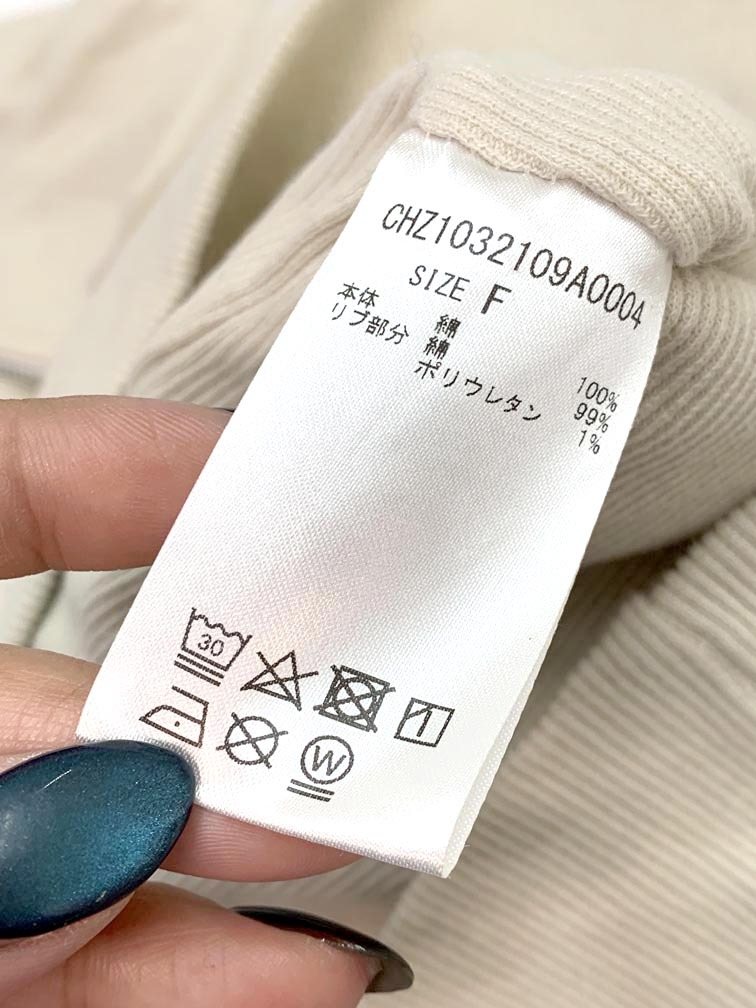 CHZ1032109A0004
SIZE F
本体 綿 100%
リブ部分 綿 99%
ポリウレタン 1%
30
W